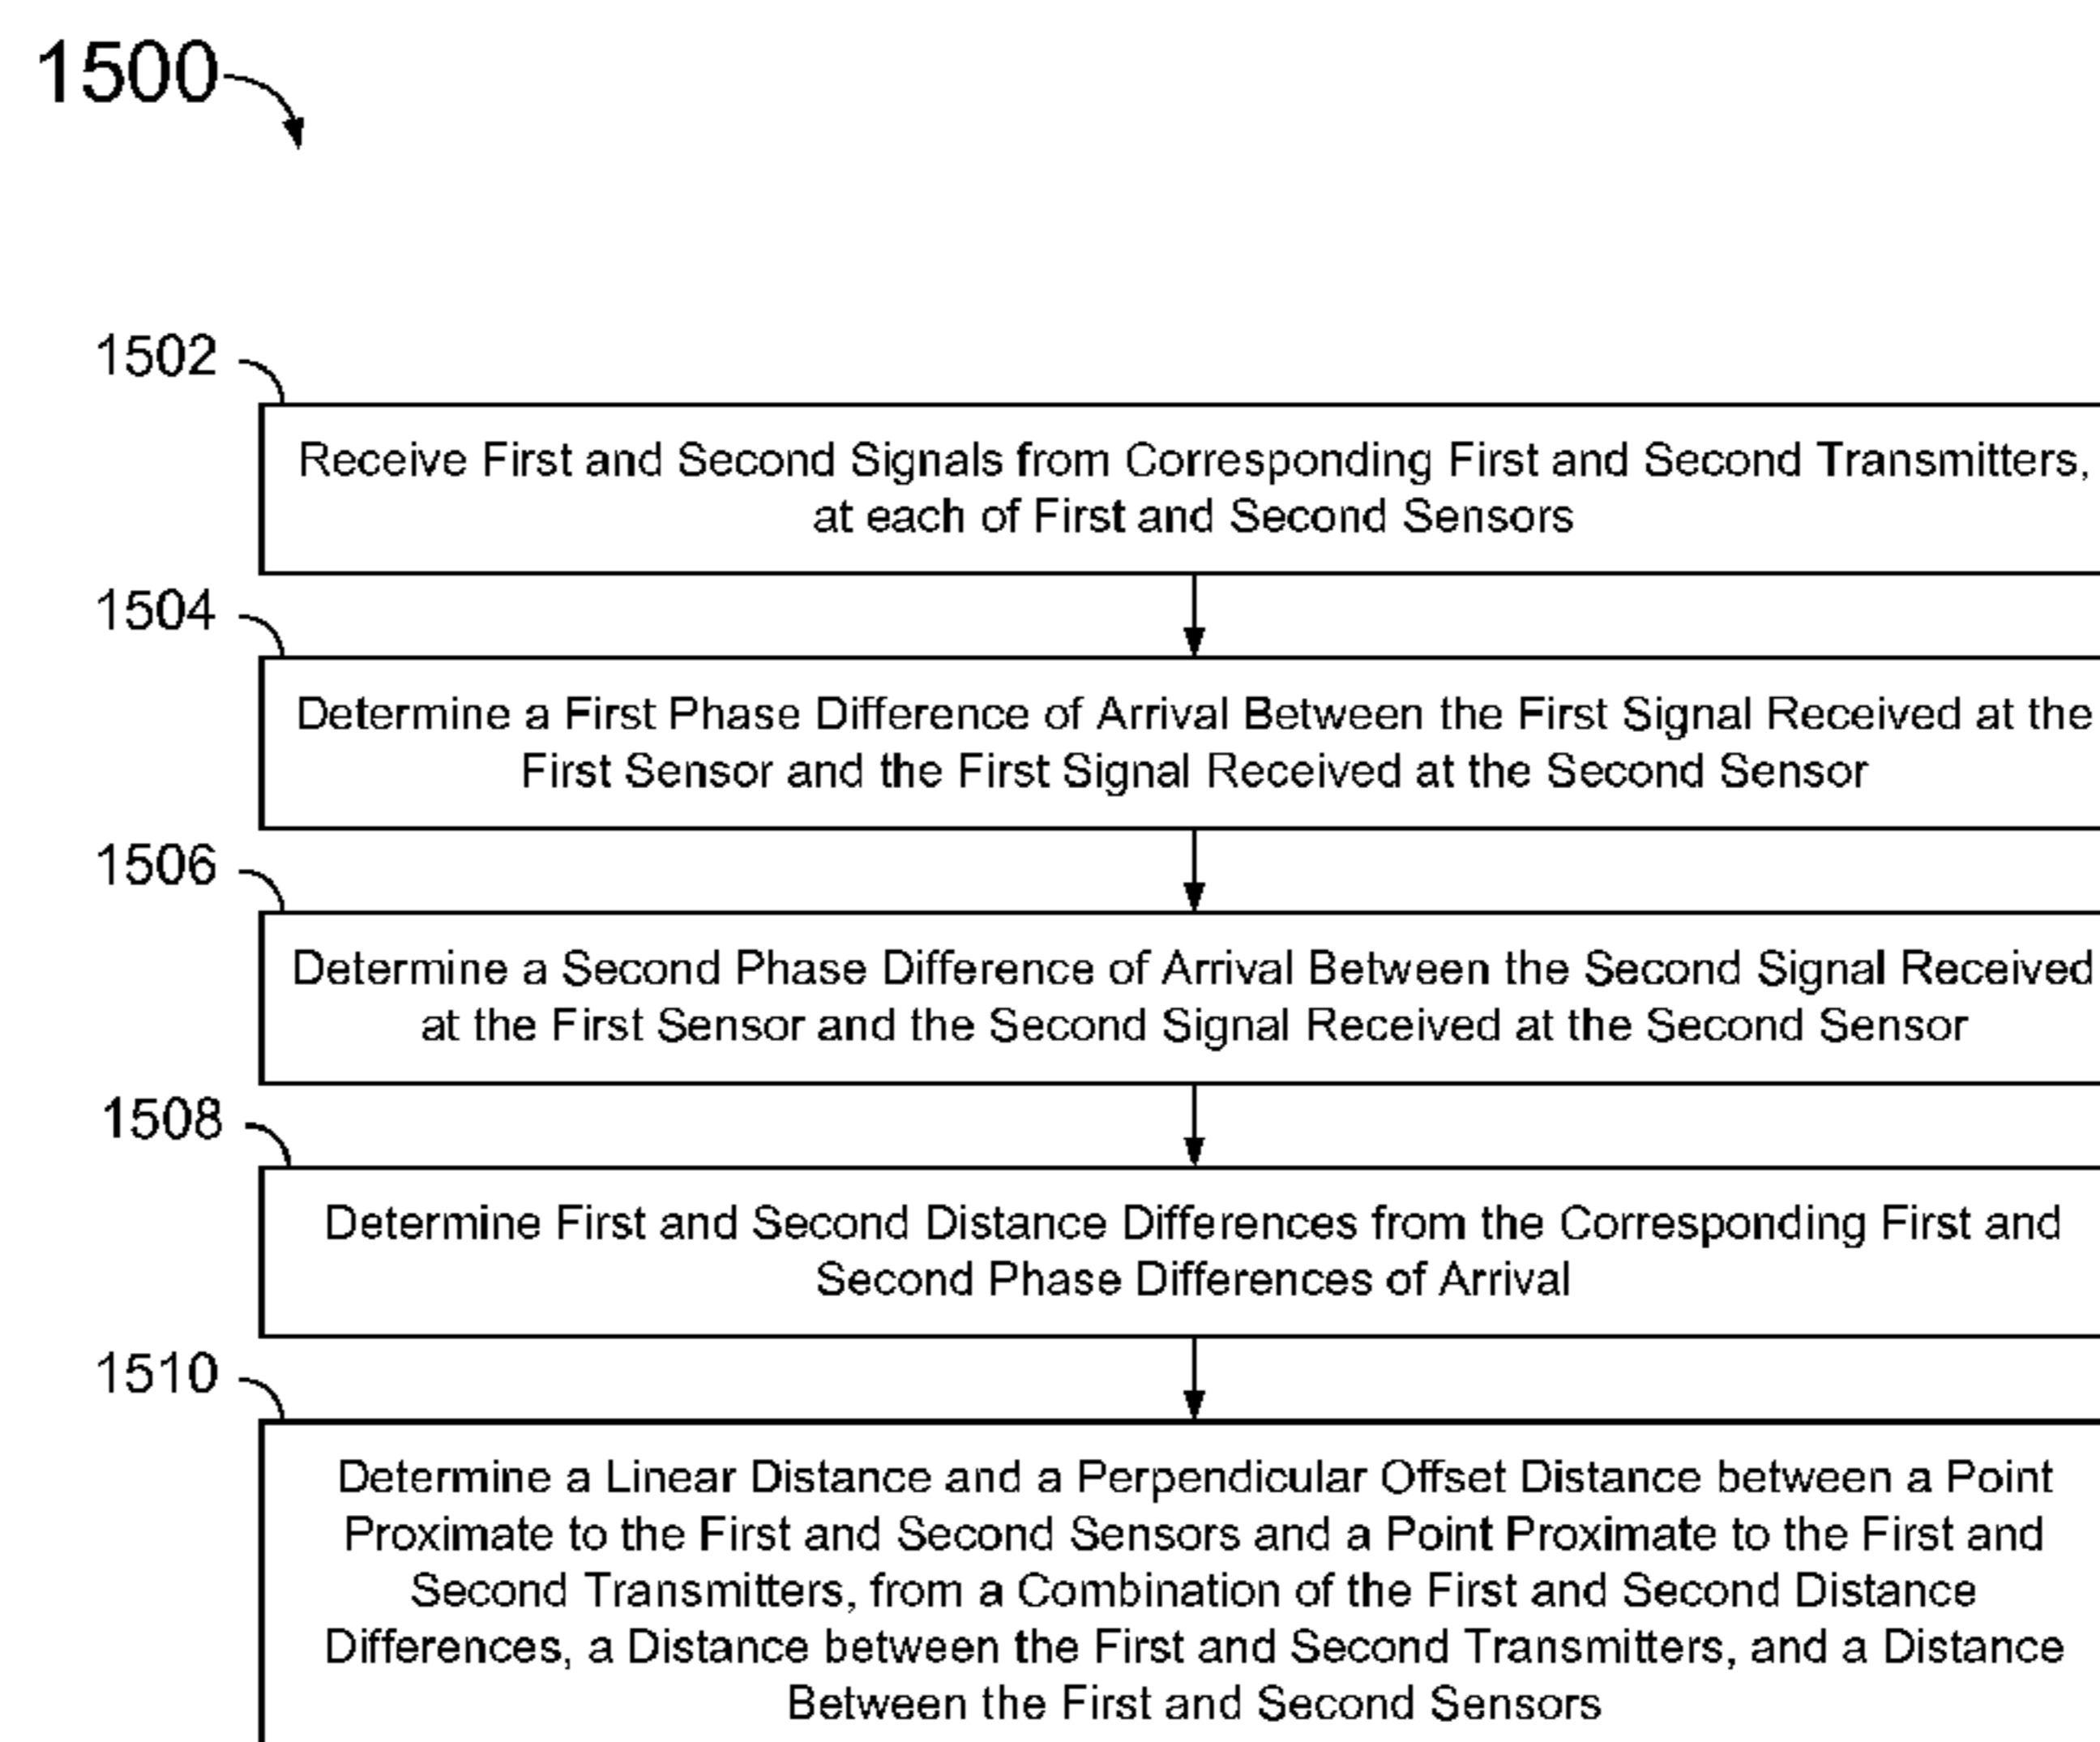 1500
1502
Receive First and Second Signals from Corresponding First and Second Transmitters,
at each of First and Second Sensors
1504
Determine a First Phase Difference of Arrival Between the First Signal Received at the
First Sensor and the First Signal Received at the Second Sensor
1506
Determine a Second Phase Difference of Arrival Between the Second Signal Received
at the First Sensor and the Second Signal Received at the Second Sensor
1508
Determine First and Second Distance Differences from the Corresponding First and
Second Phase Differences of Arrival
1510
Determine a Linear Distance and a Perpendicular Offset Distance between a Point
Proximate to the First and Second Sensors and a Point Proximate to the First and
Second Transmitters, from a Combination of the First and Second Distance
Differences, a Distance between the First and Second Transmitters, and a Distance
Between the First and Second Sensors